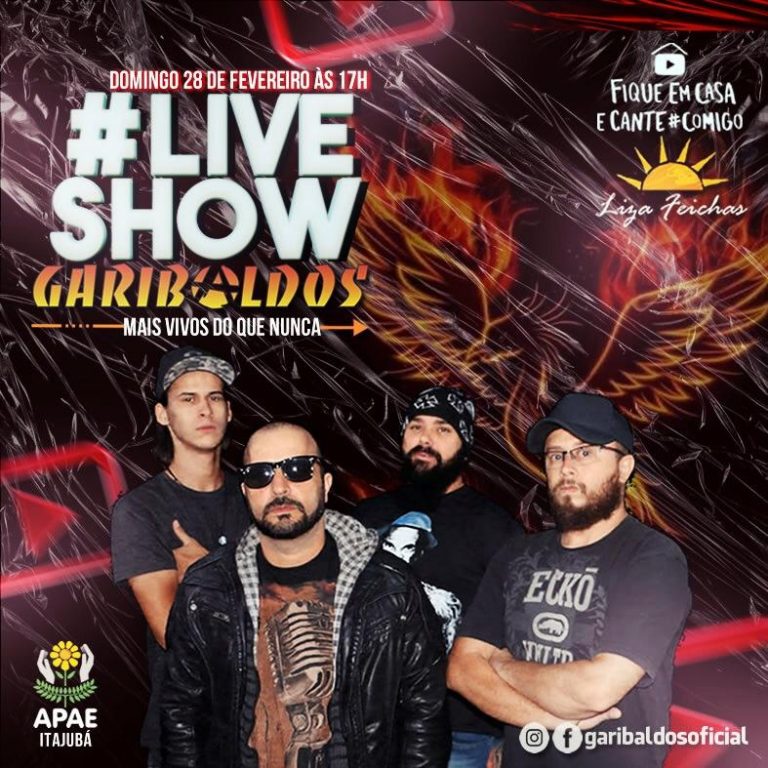 DOMINGO 28 DE FEVEREIRO ÀS 17H
#LIVE
SHOW
GARIBALDOS
MAIS VIVOS DO QUE NUNCA
FIQUE EM CASA
E CANTE#COMIGO
Liza Feichas
ECKŌ
APAE
ITAJUBÁ
garibaldosoficial